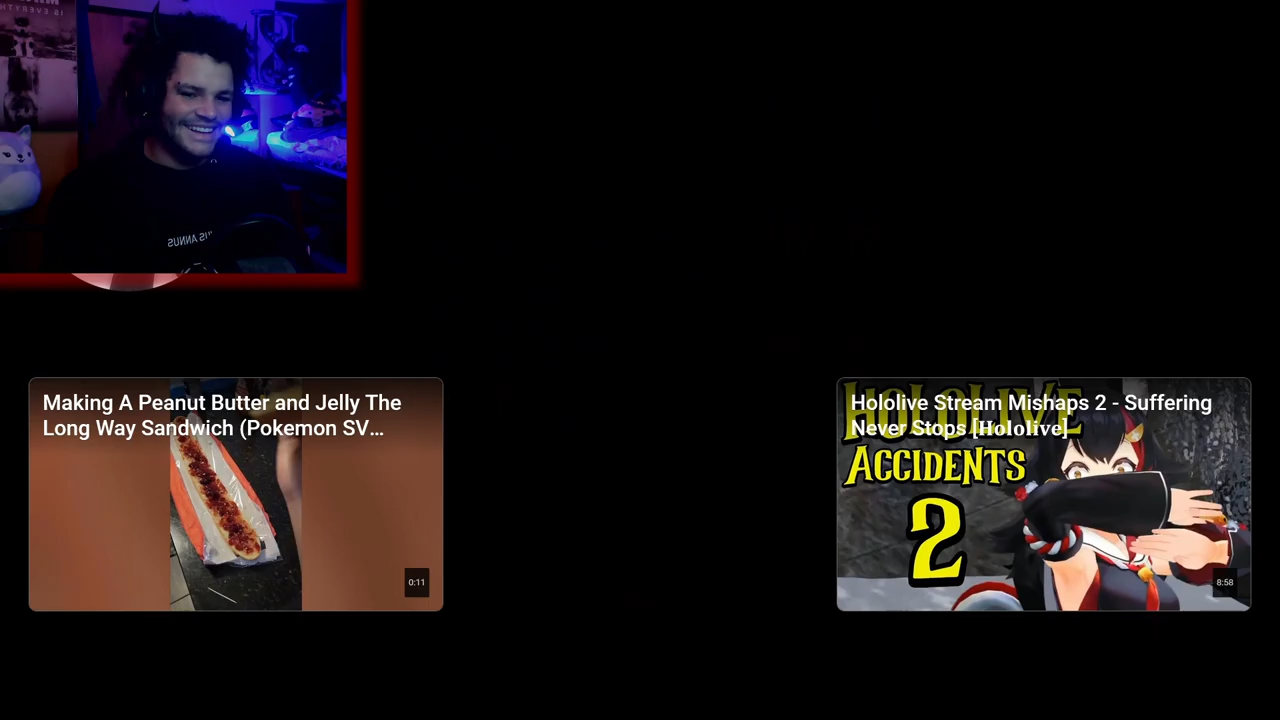 Making A Peanut Butter and Jelly The
Long Way Sandwich (Pokemon SV...
0:11
Hololive Stream Mishaps 2 - Suffering
Never Stops [Hololive]
HOLOLIVE
ACCIDENTS
2
8:58